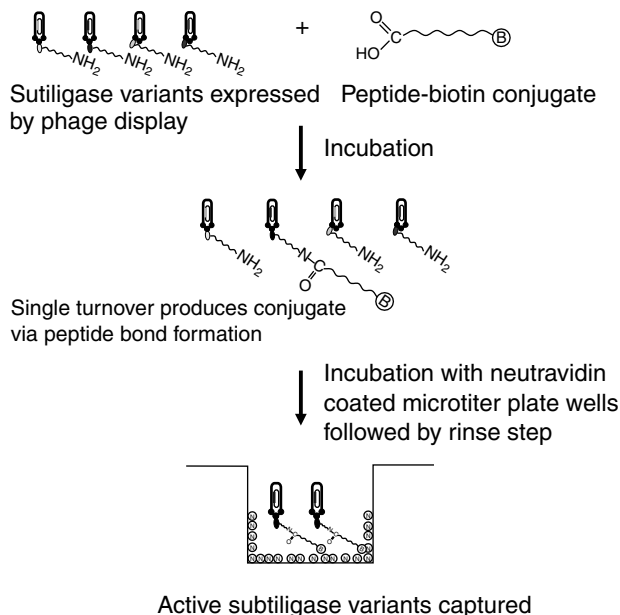 NH2 NH2 NH2 NH2
+
O
C
HO
B
Sutiligase variants expressed
by phage display
Peptide-biotin conjugate
Incubation
NH2
N
C
O
B
NH2
NH2
Single turnover produces conjugate
via peptide bond formation
Incubation with neutravidin
coated microtiter plate wells
followed by rinse step
N N N N N N N N N N N N N N N N
N C O B
N C O B
Active subtiligase variants captured